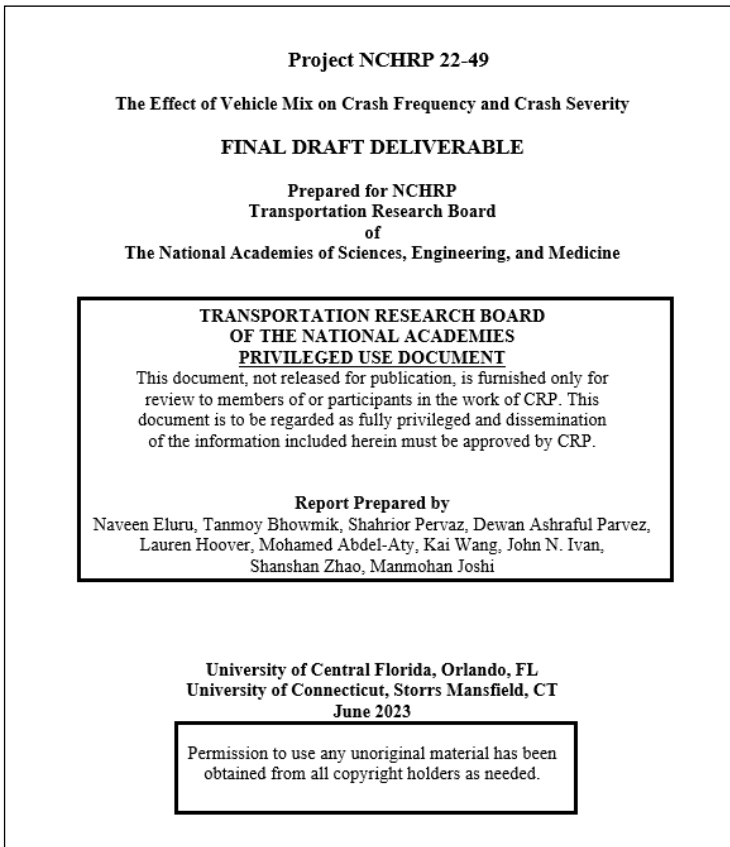 Project NCHRP 22-49
The Effect of Vehicle Mix on Crash Frequency and Crash Severity
FINAL DRAFT DELIVERABLE
Prepared for NCHRP
Transportation Research Board
of
The National Academies of Sciences, Engineering, and Medicine
TRANSPORTATION RESEARCH BOARD
OF THE NATIONAL ACADEMIES
PRIVILEGED USE DOCUMENT
This document, not released for publication, is furnished only for
review to members of or participants in the work of CRP. This
document is to be regarded as fully privileged and dissemination
of the information included herein must be approved by CRP.
Report Prepared by
Naveen Eluru, Tanmoy Bhowmik, Shahrior Pervaz, Dewan Ashraful Parvez,
Lauren Hoover, Mohamed Abdel-Aty, Kai Wang, John N. Ivan,
Shanshan Zhao, Manmohan Joshi
University of Central Florida, Orlando, FL
University of Connecticut, Storrs Mansfield, CT
June 2023
Permission to use any unoriginal material has been
obtained from all copyright holders as needed.